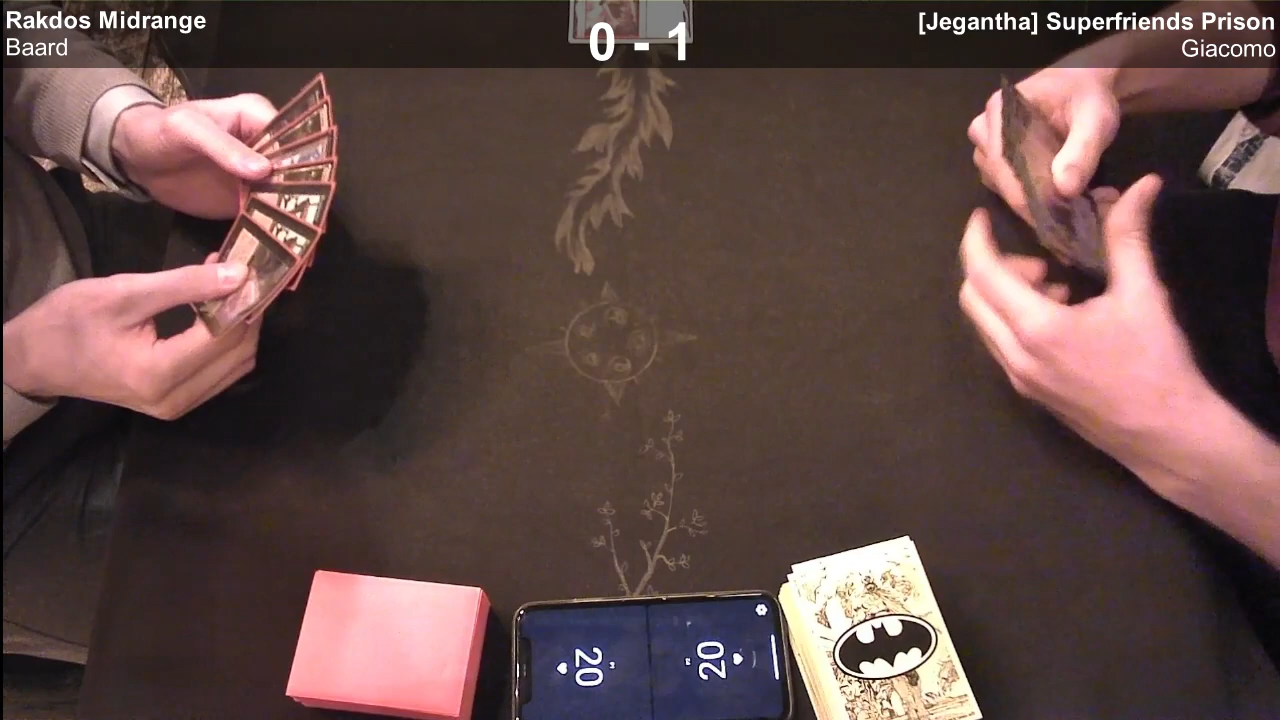 Rakdos Midrange
Baard
0 - 1
[Jegantha] Superfriends Prison
Giacomo
20
20